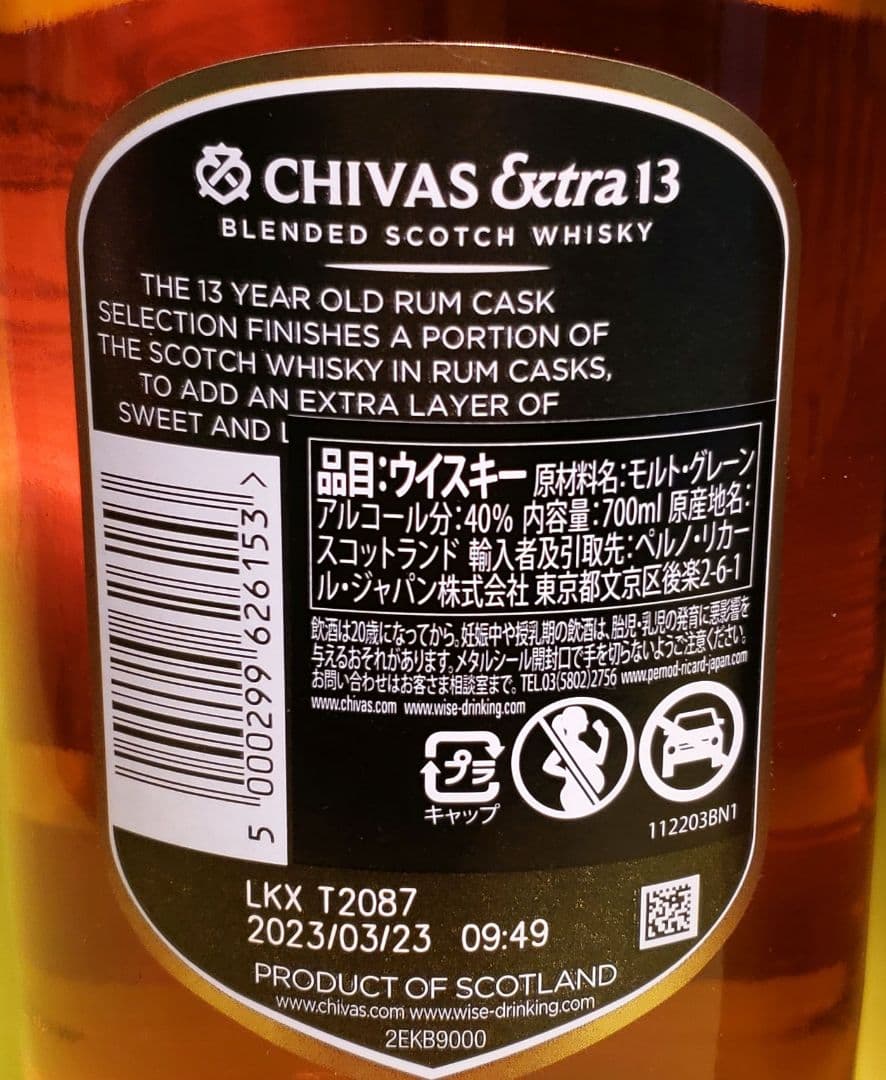 CHIVAS Extra 13
BLENDED SCOTCH WHISKY
THE 13 YEAR OLD RUM CASK
SELECTION FINISHES A PORTION OF
THE SCOTCH WHISKY IN RUM CASKS,
TO ADD AN EXTRA LAYER OF
SWEET AND
品目:ウイスキー 原材料名:モルト・グレーン
アルコール分:40% 内容量:700ml 原産地名:
スコットランド 輸入者及引取先:ペルノ・リカー
ル・ジャパン株式会社 東京都文京区後楽2-6-1
飲酒は20歳になってから。妊娠中や授乳期の飲酒は、胎児・乳児の発育に悪影響を
与えるおそれがあります。メタルシール開封口で手を切らないようご注意ください。
お問い合わせはお客さま相談室まで。TEL.03(5802)2756 www.pernod-ricard-japan.com
www.chivas.com www.wise-drinking.com
プラ
キャップ
112203BN1
5 000299 626153 >
LKX T2087
2023/03/23 09:49
PRODUCT OF SCOTLAND
www.chivas.com www.wise-drinking.com
2EKB9000